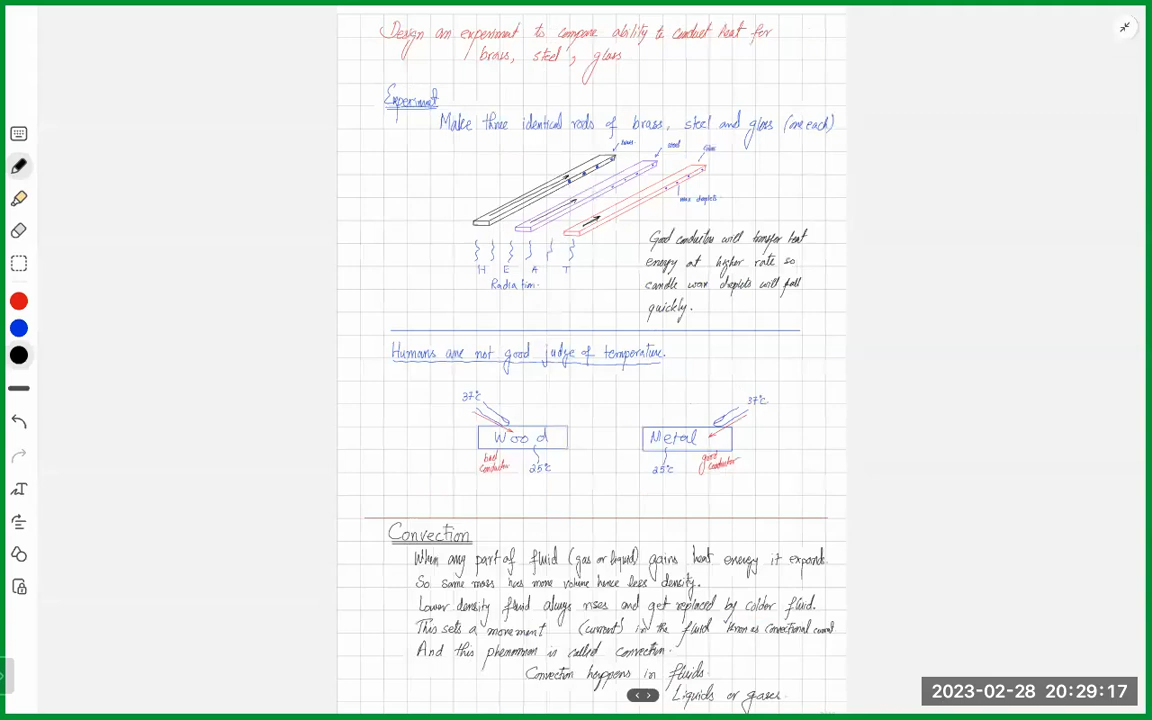 Design an experiment to compare ability to conduct heat for
brass, steel, glass
Experiment
Make three identical rods of brass, steel and glass (one each)
brass
steel
Glass
wax droplets
H E A T
Radiation.
Good conductor will transfer heat
energy at higher rate so
candle wax droplets will fall
quickly.
Humans are not good judge of temperature.
37°C
37°C
Wood
Metal
bad
conductor
25°C
25°C
good
conductor
Convection
When any part of fluid (gas or liquid) gains heat energy it expands.
So same mass has more volume hence less density.
Lower density fluid always rises and get replaced by colder fluid.
This sets a movement (current) in the fluid known as convectional current
And this phenomenon is called convection.
Convection happens in fluids.
Liquids or gases.
2023-02-28 20:29:17